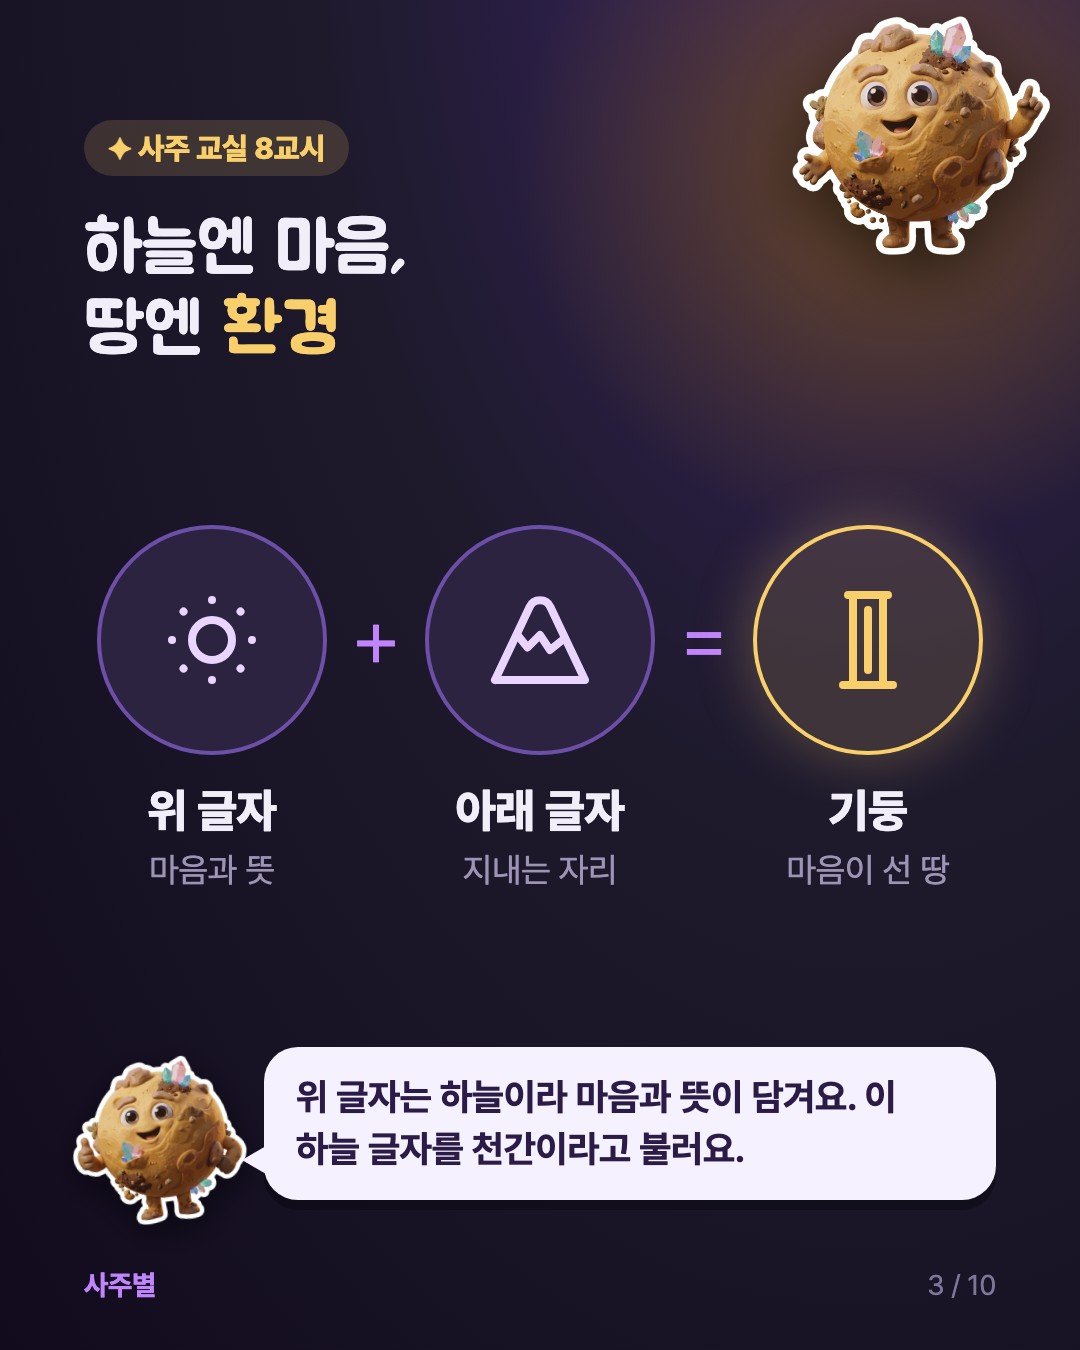 ✦ 사주 교실 8교시
하늘엔 마음,
땅엔 환경
+
=
위 글자
아래 글자
기둥
마음과 뜻
지내는 자리
마음이 선 땅
위 글자는 하늘이라 마음과 뜻이 담겨요. 이
하늘 글자를 천간이라고 불러요.
사주별
3 / 10